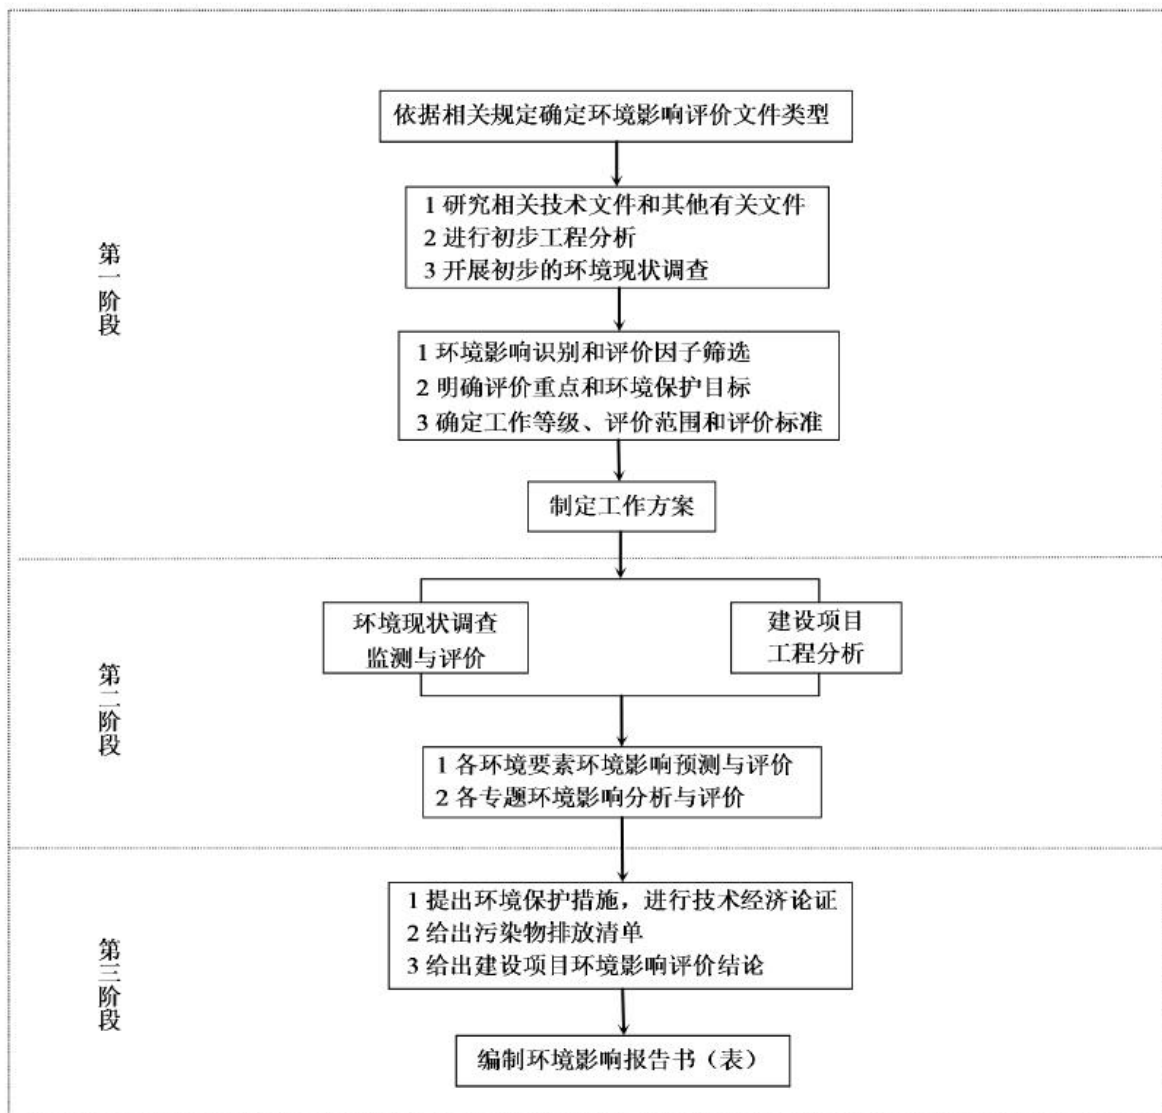 依据相关规定确定环境影响评价文件类型
1 研究相关技术文件和其他有关文件
2 进行初步工程分析
3 开展初步的环境现状调查
第一阶段
1 环境影响识别和评价因子筛选
2 明确评价重点和环境保护目标
3 确定工作等级、评价范围和评价标准
制定工作方案
环境现状调查
监测与评价
建设项目
工程分析
第二阶段
1 各环境要素环境影响预测与评价
2 各专题环境影响分析与评价
1 提出环境保护措施，进行技术经济论证
2 给出污染物排放清单
3 给出建设项目环境影响评价结论
第三阶段
编制环境影响报告书（表）